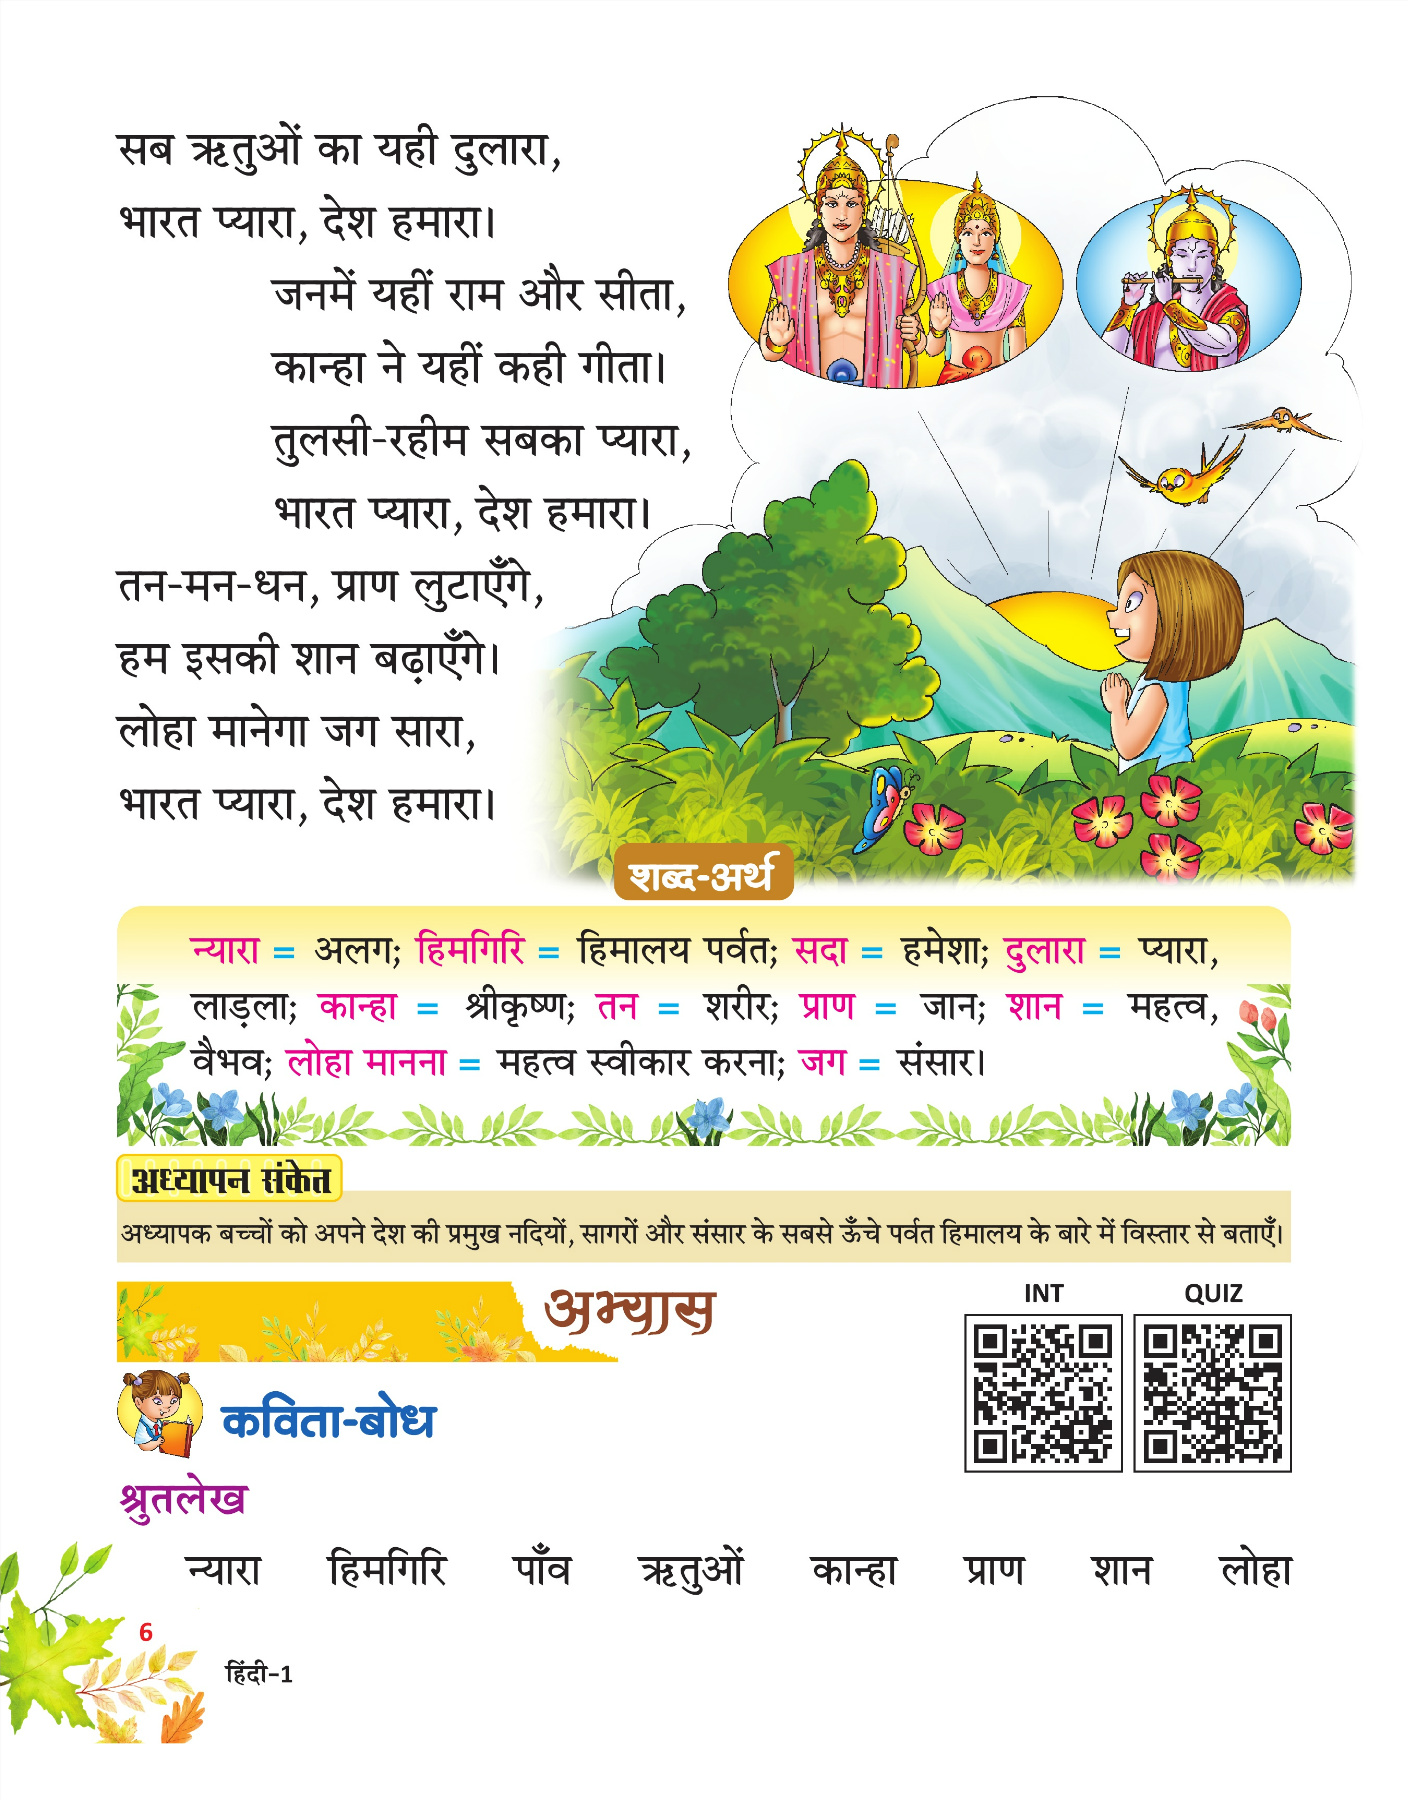 सब ऋतुओं का यही दुलारा,
भारत प्यारा, देश हमारा।
जनमें यहीं राम और सीता,
कान्हा ने यहीं कही गीता।
तुलसी-रहीम सबका प्यारा,
भारत प्यारा, देश हमारा।
तन-मन-धन, प्राण लुटाएँगे,
हम इसकी शान बढ़ाएँगे।
लोहा मानेगा जग सारा,
भारत प्यारा, देश हमारा।
शब्द-अर्थ
न्यारा = अलग; हिमगिरि = हिमालय पर्वत; सदा = हमेशा; दुलारा = प्यारा,
लाड़ला; कान्हा = श्रीकृष्ण; तन = शरीर; प्राण = जान; शान = महत्व,
वैभव; लोहा मानना = महत्व स्वीकार करना; जग = संसार।
अध्यापन संकेत
अध्यापक बच्चों को अपने देश की प्रमुख नदियों, सागरों और संसार के सबसे ऊँचे पर्वत हिमालय के बारे में विस्तार से बताएँ।
अभ्यास
INT QUIZ
कविता-बोध
श्रुतलेख
न्यारा हिमगिरि पाँव ऋतुओं कान्हा प्राण शान लोहा
6
हिंदी-1